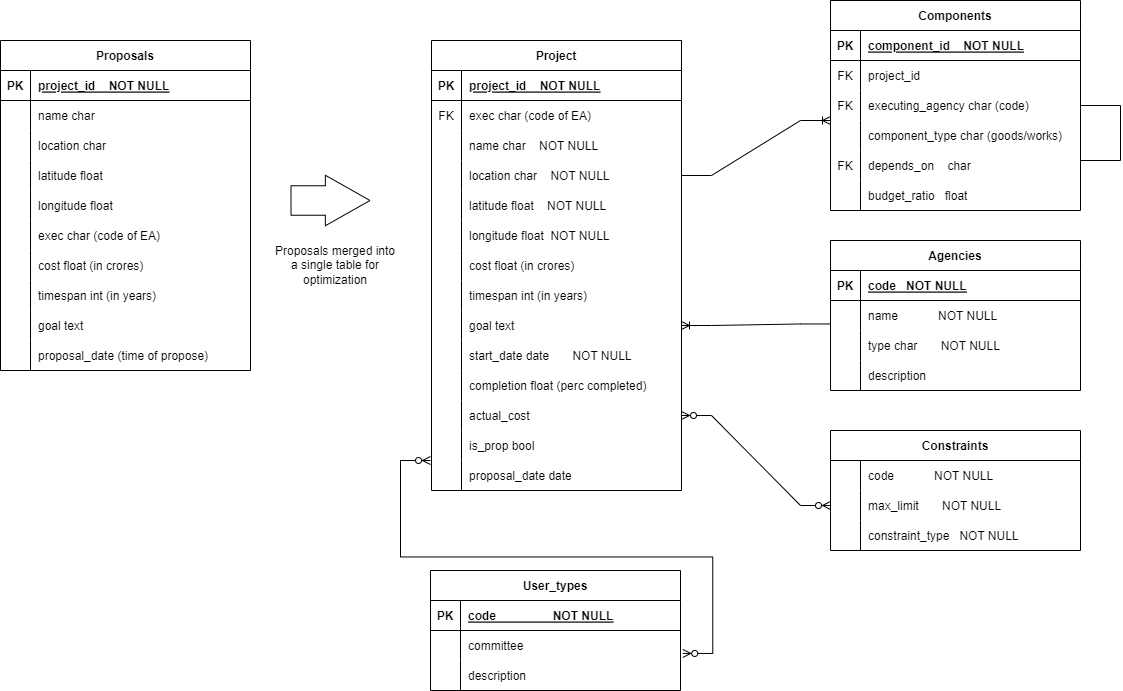 Proposals
PK project_id NOT NULL
name char
location char
latitude float
longitude float
exec char (code of EA)
cost float (in crores)
timespan int (in years)
goal text
proposal_date (time of propose)
Proposals merged into
a single table for
optimization
Project
PK project_id NOT NULL
FK exec char (code of EA)
name char NOT NULL
location char NOT NULL
latitude float NOT NULL
longitude float NOT NULL
cost float (in crores)
timespan int (in years)
goal text
start_date date NOT NULL
completion float (perc completed)
actual_cost
is_prop bool
proposal_date date
Components
PK component_id NOT NULL
FK project_id
FK executing_agency char (code)
component_type char (goods/works)
FK depends_on char
budget_ratio float
Agencies
PK code NOT NULL
name NOT NULL
type char NOT NULL
description
Constraints
code NOT NULL
max_limit NOT NULL
constraint_type NOT NULL
User_types
PK code NOT NULL
committee
description